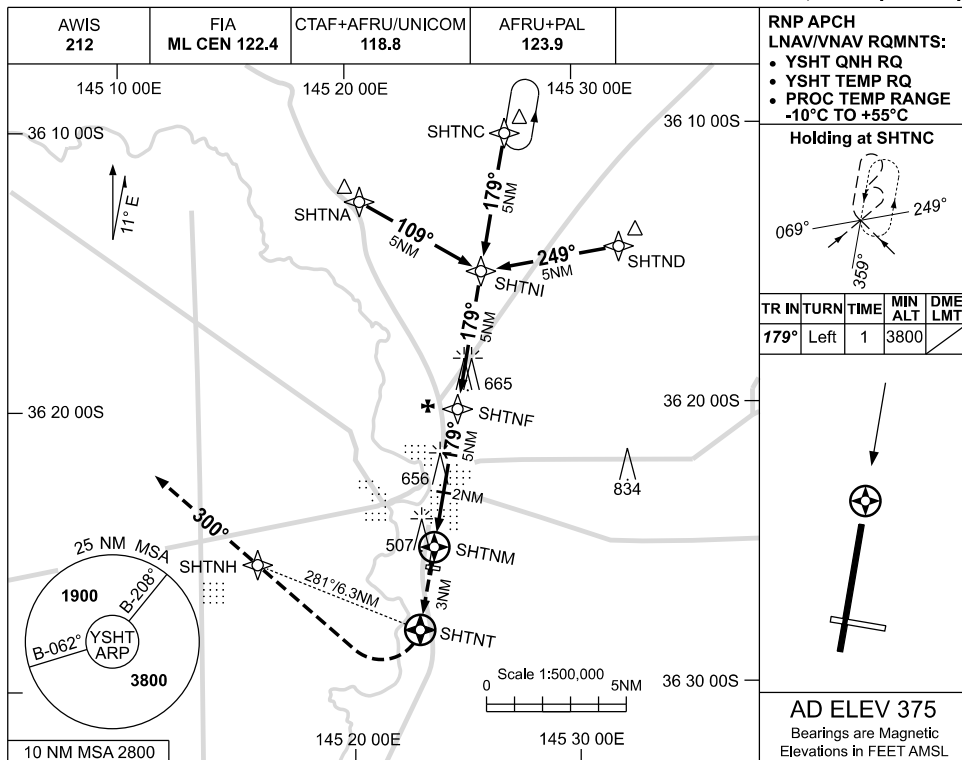 AWIS
212
FIA
ML CEN 122.4
CTAF+AFRU/UNICOM
118.8
AFRU+PAL
123.9
RNP APCH
LNAV/VNAV RQMNTS:
• YSHT QNH RQ
• YSHT TEMP RQ
• PROC TEMP RANGE
-10°C TO +55°C
145 10 00E
145 20 00E
145 30 00E
36 10 00S
36 10 00S
SHTNC
Holding at SHTNC
249°
069°
359°
11° E
SHTNA
109°
5NM
179°
5NM
249°
5NM
SHTND
SHTNI
179°
5NM
TR IN
TURN
TIME
MIN
ALT
DME
LMT
179°
Left
1
3800
665
36 20 00S
36 20 00S
SHTNF
179°
5NM
656
834
2NM
507
SHTNM
300°
SHTNH
281°/6.3NM
3NM
SHTNT
25 NM MSA
1900
B-208°
B-062°
YSHT
ARP
3800
Scale 1:500,000
0
5NM
36 30 00S
145 20 00E
145 30 00E
10 NM MSA 2800
AD ELEV 375
Bearings are Magnetic
Elevations in FEET AMSL